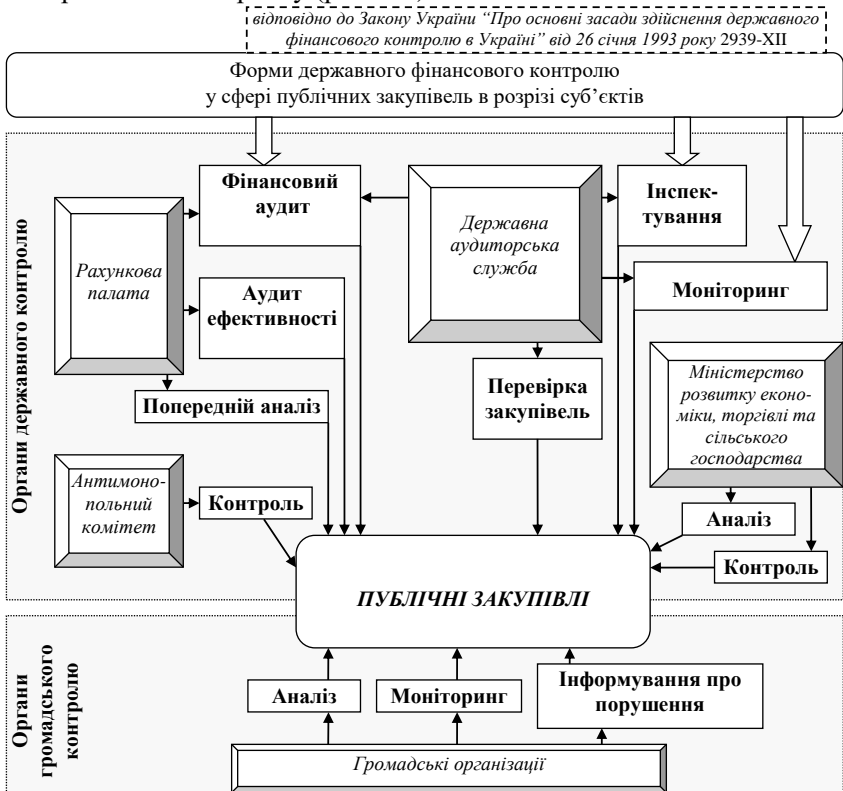 відповідно до Закону України “Про основні засади здійснення державного
фінансового контролю в Україні” від 26 січня 1993 року 2939-XII
Форми державного фінансового контролю
у сфері публічних закупівель в розрізі суб’єктів
Органи державного контролю
Фінансовий
аудит
Рахункова
палата
Аудит
ефективності
Попередній аналіз
Державна
аудиторська
служба
Інспек-
тування
Моніторинг
Перевірка
закупівель
Міністерство
розвитку еконо-
міки, торгівлі та
сільського
господарства
Антимоно-
польний
комітет
Контроль
Аналіз
Контроль
ПУБЛІЧНІ ЗАКУПІВЛІ
Органи
громадського
контролю
Аналіз
Моніторинг
Інформування про
порушення
Громадські організації